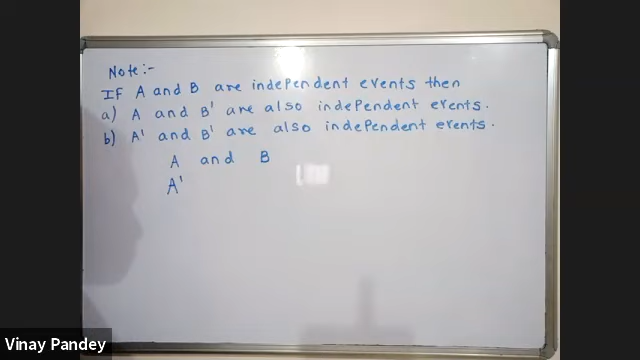 Note:-
IF A and B are independent events then
a) A and B' are also independent events.
b) A' and B' are also independent events.
A and B
A'
Vinay Pandey